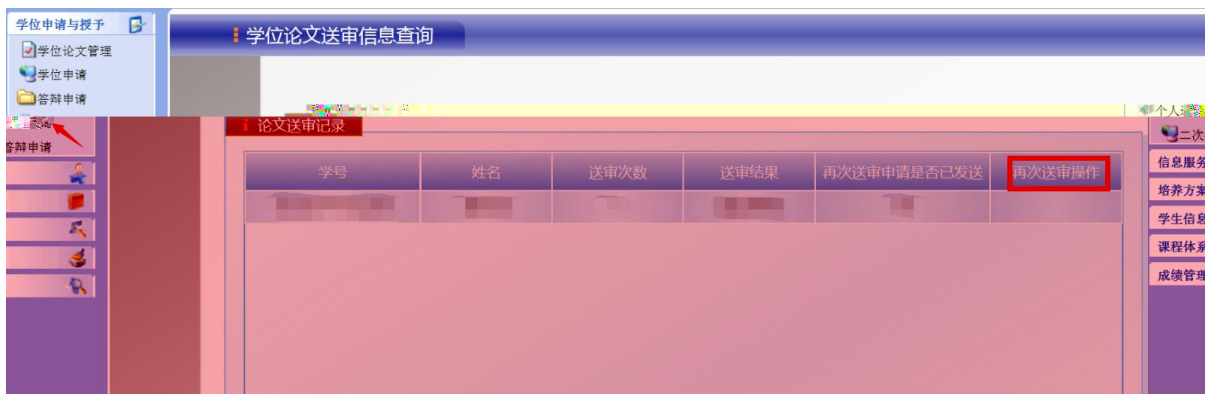 学位申请与授予
学位论文送审信息查询
学位论文管理
学位申请
答辩申请
个人
论文送审记录
二次
答辩申请
学号 姓名 送审次数 送审结果 再次送审申请是否已发送 再次送审操作
信息服务
培养方案
学生信息
课程体系
成绩管理